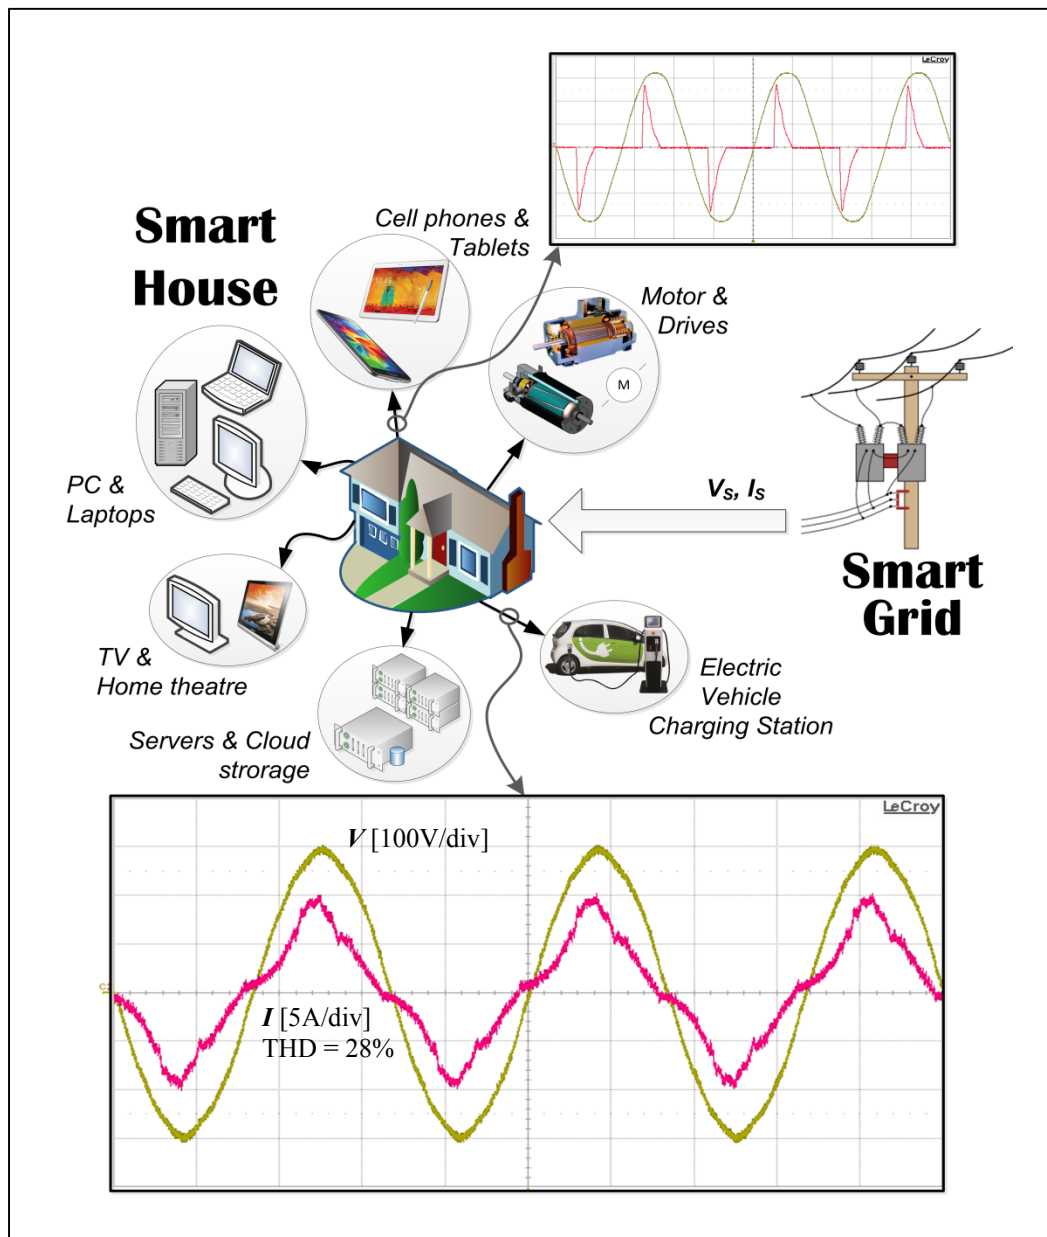 LeCroy
Smart
House
Cell phones &
Tablets
Motor &
Drives
M
PC &
Laptops
Vs, Is
Smart
Grid
TV &
Home theatre
Electric
Vehicle
Charging Station
Servers & Cloud
strorage
LeCroy
V [100V/div]
I [5A/div]
THD = 28%